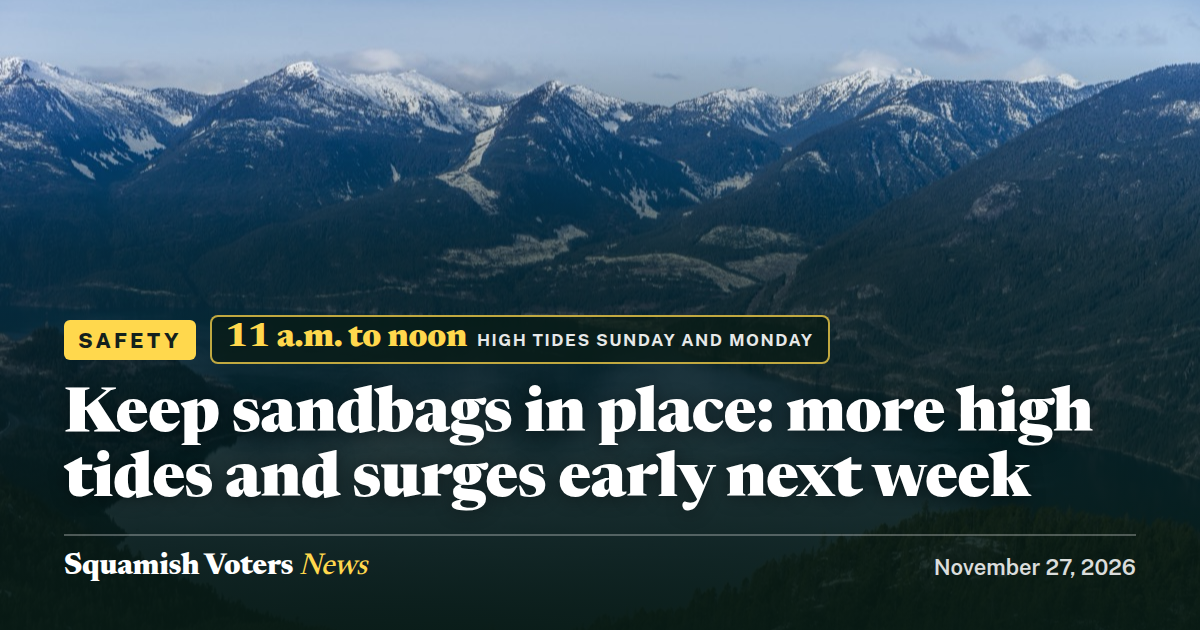 SAFETY
11 a.m. to noon HIGH TIDES SUNDAY AND MONDAY
Keep sandbags in place: more high
tides and surges early next week
Squamish Voters News
November 27, 2026